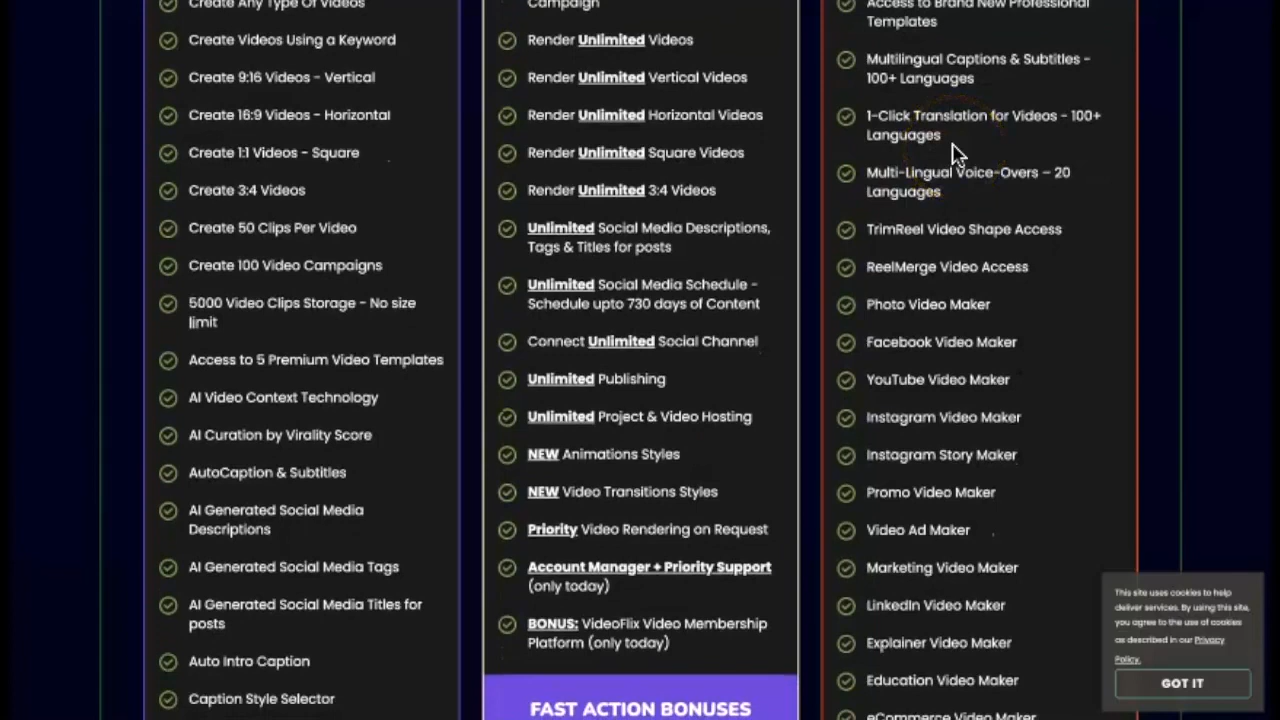 Create Any Type Of Videos
Create Videos Using a Keyword
Create 9:16 Videos - Vertical
Create 16:9 Videos - Horizontal
Create 1:1 Videos - Square
Create 3:4 Videos
Create 50 Clips Per Video
Create 100 Video Campaigns
5000 Video Clips Storage - No size
limit
Access to 5 Premium Video Templates
AI Video Context Technology
AI Curation by Virality Score
AutoCaption & Subtitles
AI Generated Social Media
Descriptions
AI Generated Social Media Tags
AI Generated Social Media Titles for
posts
Auto Intro Caption
Caption Style Selector
Campaign
Render Unlimited Videos
Render Unlimited Vertical Videos
Render Unlimited Horizontal Videos
Render Unlimited Square Videos
Render Unlimited 3:4 Videos
Unlimited Social Media Descriptions,
Tags & Titles for posts
Unlimited Social Media Schedule -
Schedule upto 730 days of Content
Connect Unlimited Social Channel
Unlimited Publishing
Unlimited Project & Video Hosting
NEW Animations Styles
NEW Video Transitions Styles
Priority Video Rendering on Request
Account Manager + Priority Support
(only today)
BONUS: VideoFlix Video Membership
Platform (only today)
FAST ACTION BONUSES
Access to Brand New Professional
Templates
Multilingual Captions & Subtitles -
100+ Languages
1-Click Translation for Videos - 100+
Languages
Multi-Lingual Voice-Overs – 20
Languages
TrimReel Video Shape Access
ReelMerge Video Access
Photo Video Maker
Facebook Video Maker
YouTube Video Maker
Instagram Video Maker
Instagram Story Maker
Promo Video Maker
Video Ad Maker
Marketing Video Maker
LinkedIn Video Maker
Explainer Video Maker
Education Video Maker
eCommerce Video Maker
This site uses cookies to help
deliver services. By using this site,
you agree to the use of cookies
as described in our Privacy
Policy.
GOT IT